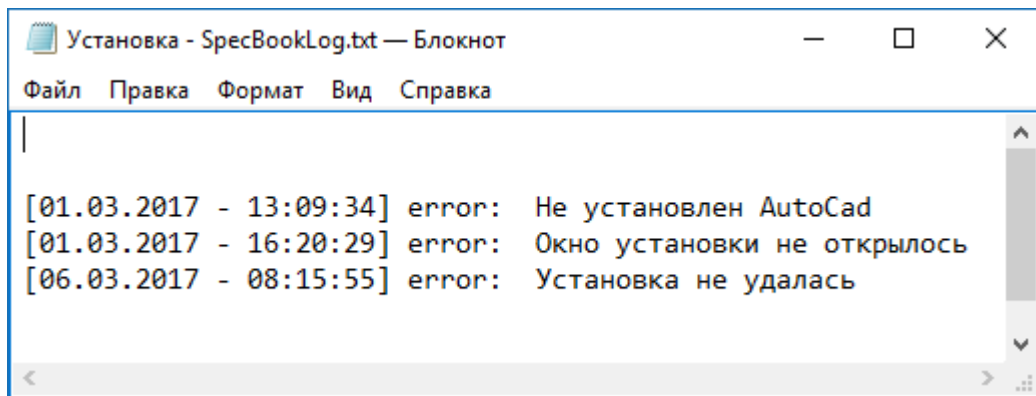 Установка - SpecBookLog.txt — Блокнот
Файл Правка Формат Вид Справка
[01.03.2017 - 13:09:34] error: Не установлен AutoCad
[01.03.2017 - 16:20:29] error: Окно установки не открылось
[06.03.2017 - 08:15:55] error: Установка не удалась